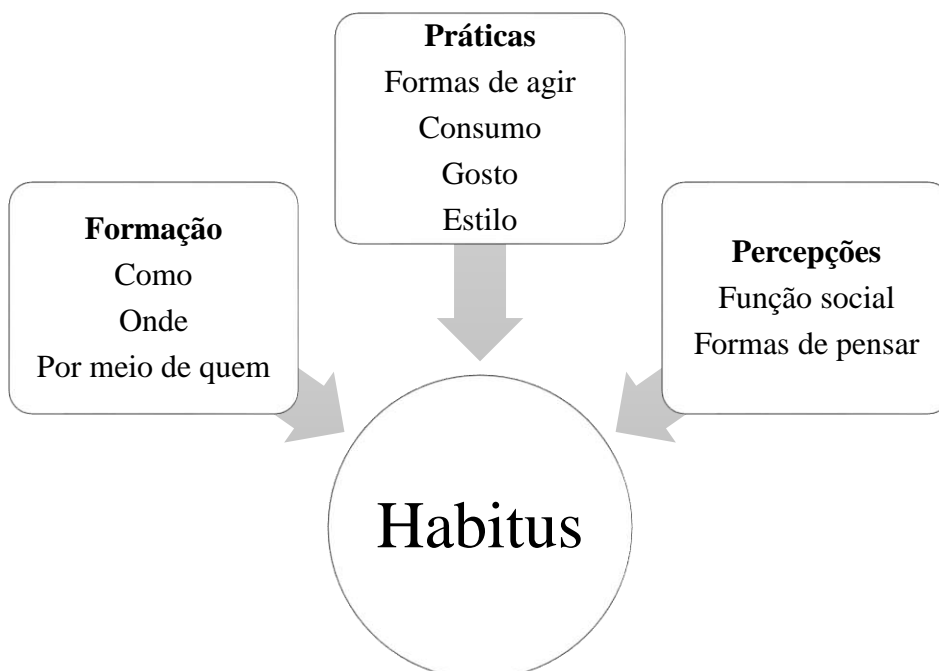 Práticas
Formas de agir
Consumo
Gosto
Estilo
Formação
Como
Onde
Por meio de quem
Percepções
Função social
Formas de pensar
Habitus